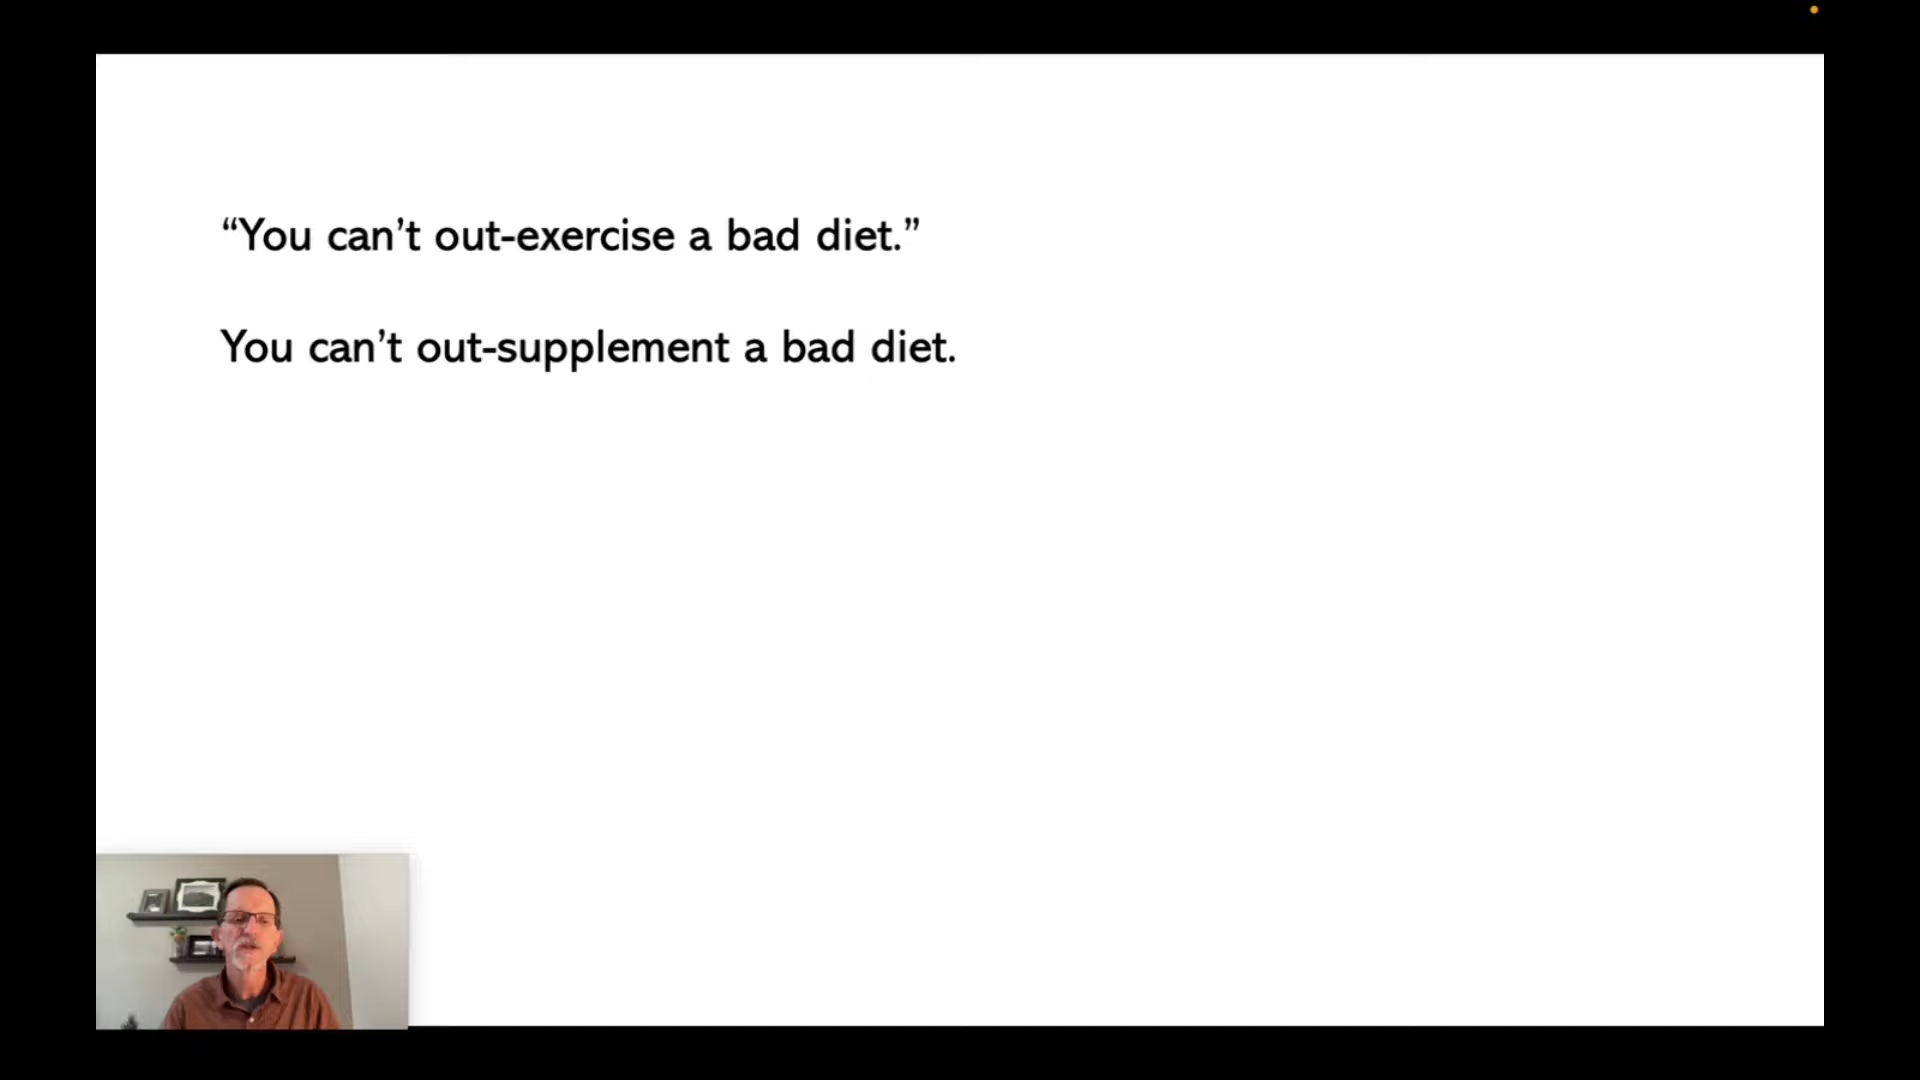 “You can’t out-exercise a bad diet.”
You can’t out-supplement a bad diet.